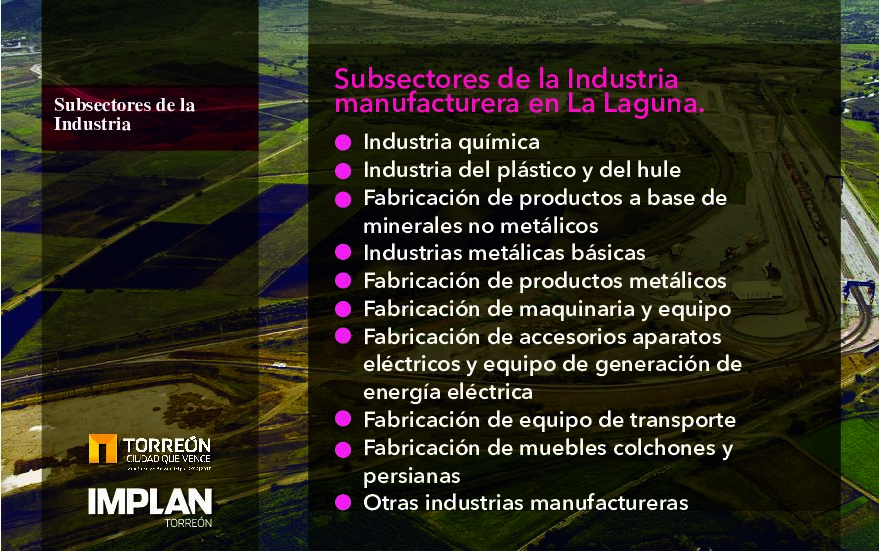 Subsectores de la
Industria
Subsectores de la Industria
manufacturera en La Laguna.
Industria química
Industria del plástico y del hule
Fabricación de productos a base de
minerales no metálicos
Industrias metálicas básicas
Fabricación de productos metálicos
Fabricación de maquinaria y equipo
Fabricación de accesorios aparatos
eléctricos y equipo de generación de
energía eléctrica
Fabricación de equipo de transporte
Fabricación de muebles colchones y
persianas
Otras industrias manufactureras
TORREÓN
CIUDAD QUE VENCE
IMPLAN
TORREÓN